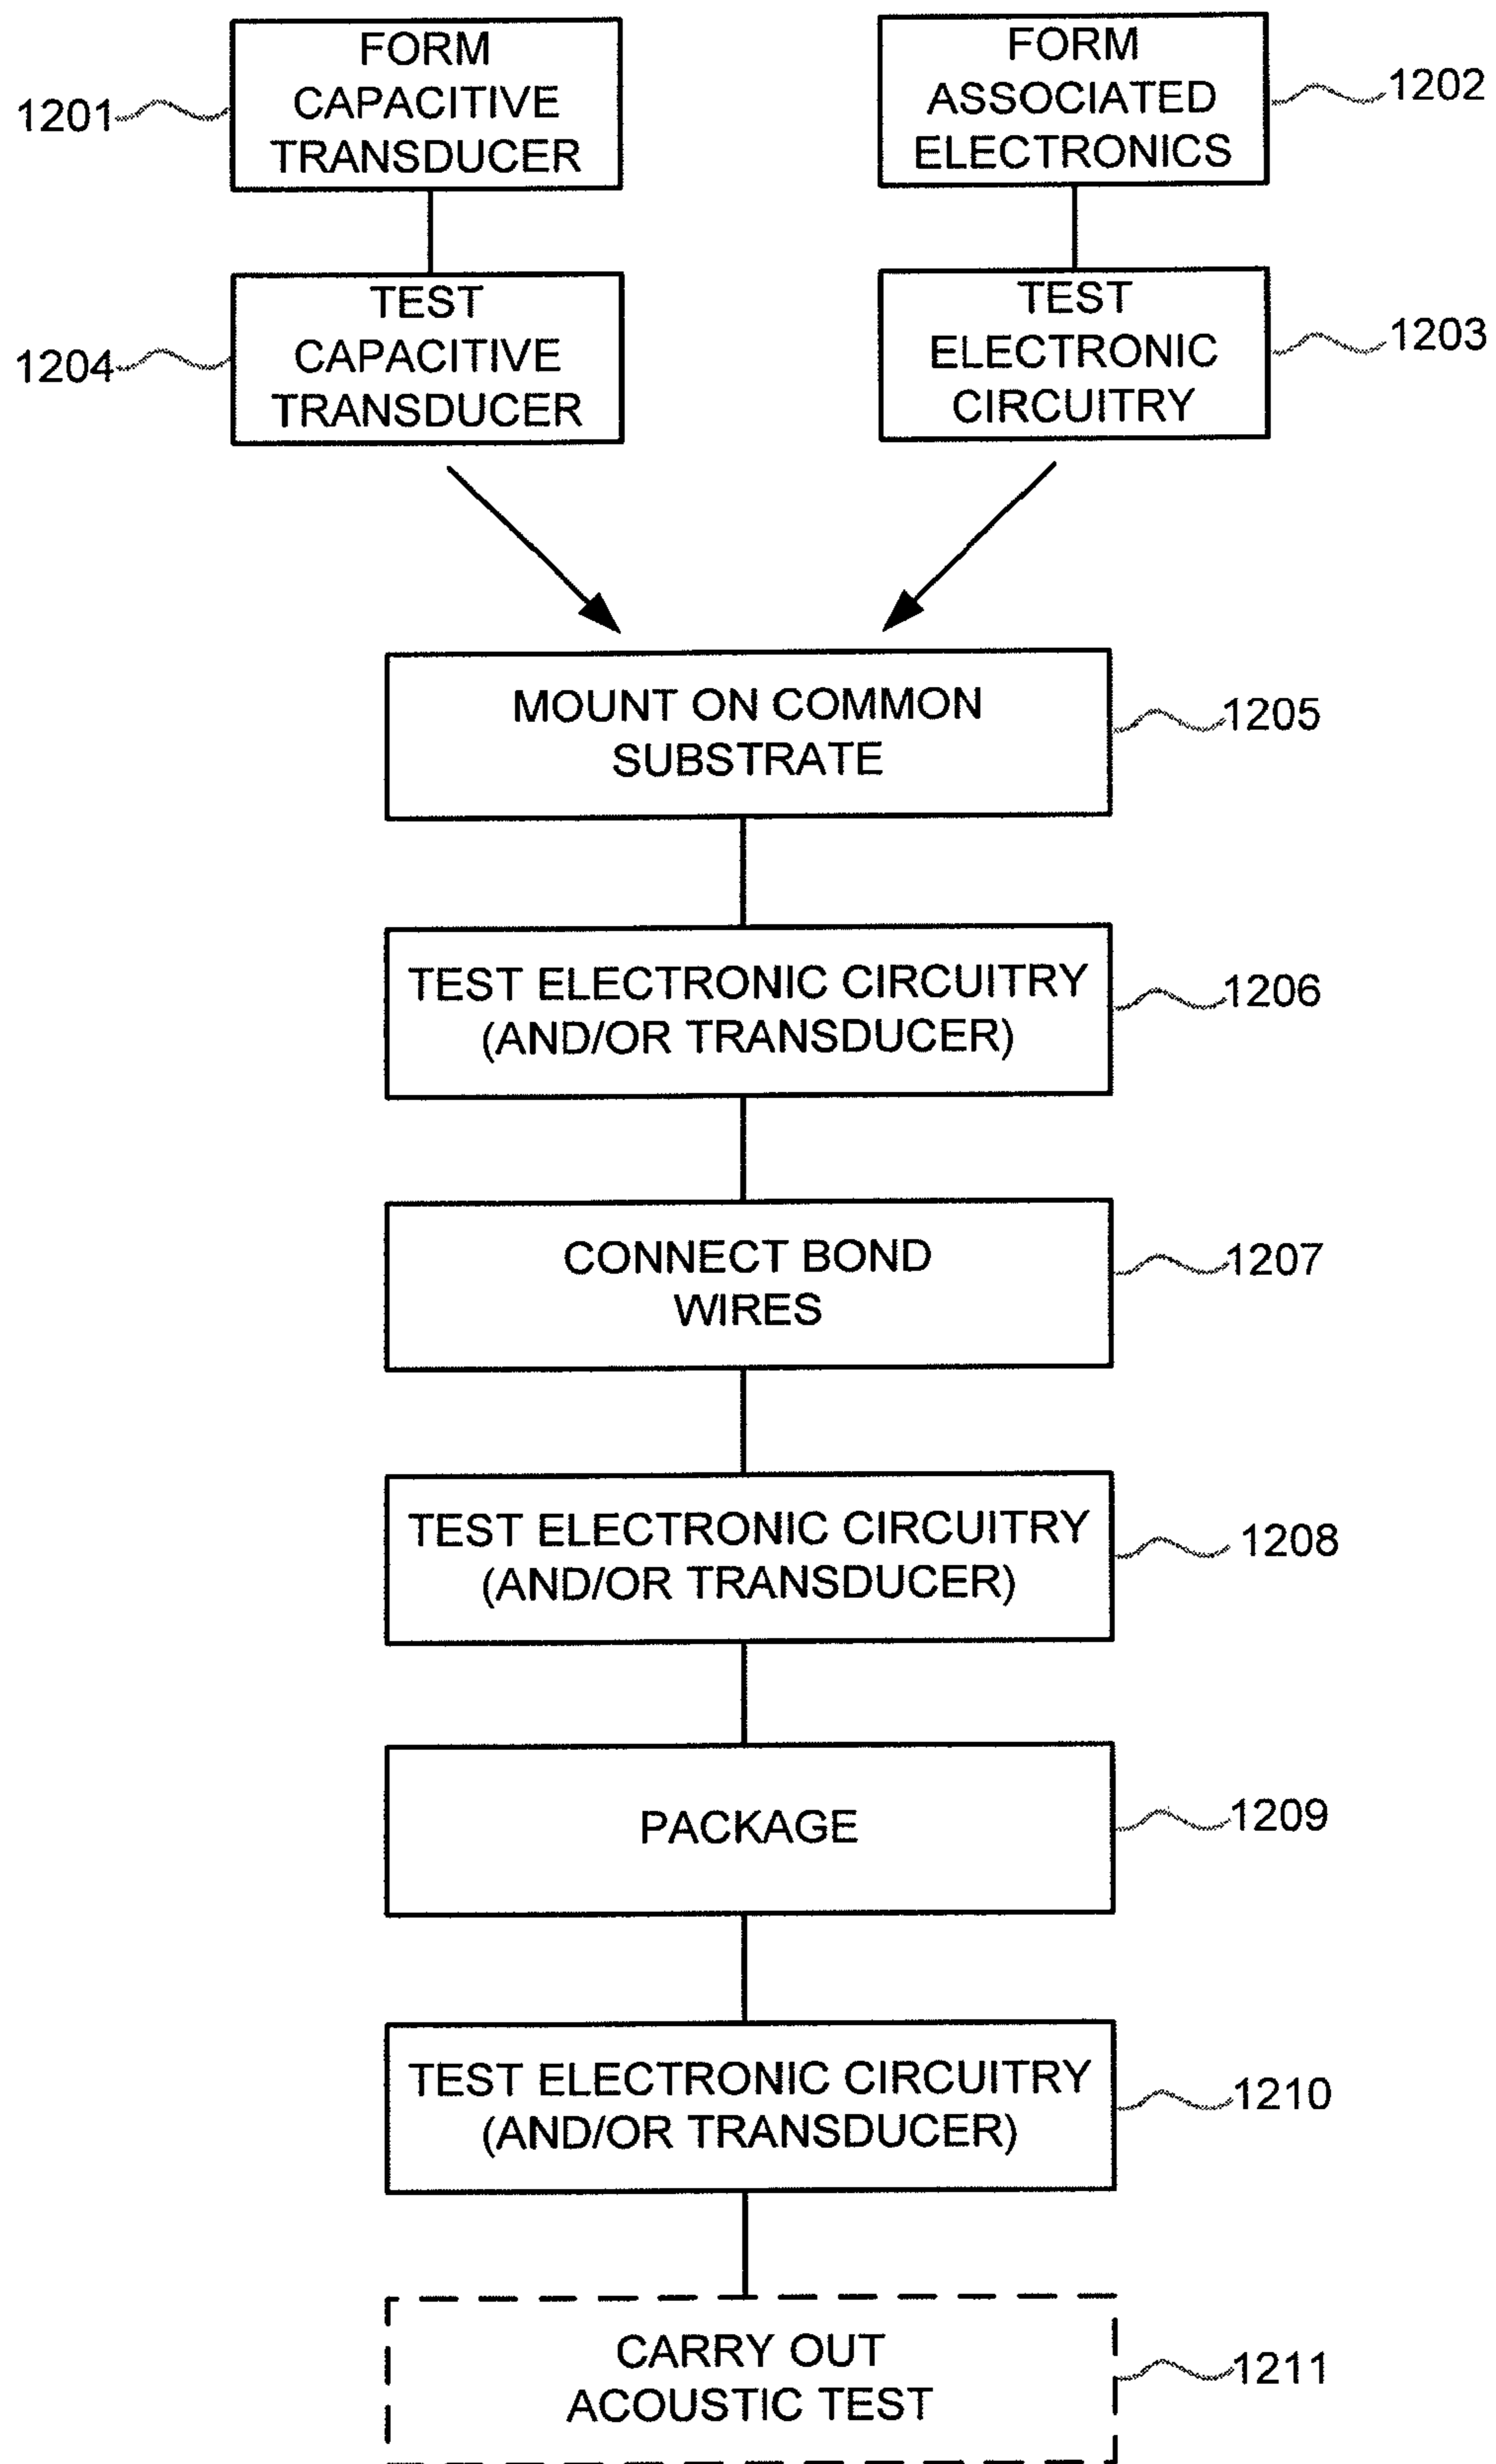 FORM
CAPACITIVE
TRANSDUCER
1201
FORM
ASSOCIATED
ELECTRONICS
1202
TEST
CAPACITIVE
TRANSDUCER
1204
TEST
ELECTRONIC
CIRCUITRY
1203
MOUNT ON COMMON
SUBSTRATE
1205
TEST ELECTRONIC CIRCUITRY
(AND/OR TRANSDUCER)
1206
CONNECT BOND
WIRES
1207
TEST ELECTRONIC CIRCUITRY
(AND/OR TRANSDUCER)
1208
PACKAGE
1209
TEST ELECTRONIC CIRCUITRY
(AND/OR TRANSDUCER)
1210
CARRY OUT
ACOUSTIC TEST
1211